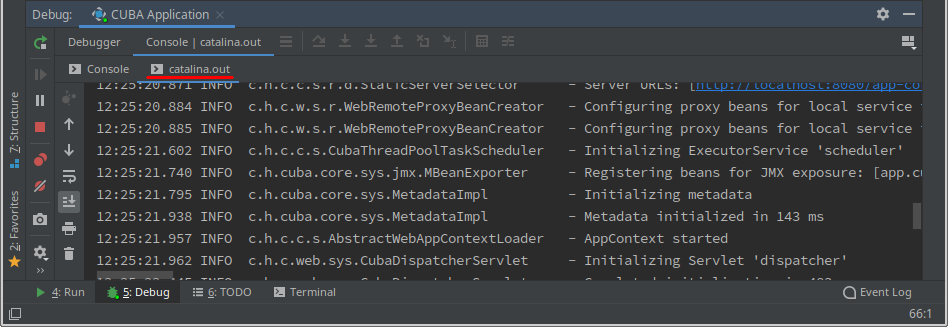 Debug: CUBA Application
Debugger Console | catalina.out
Console catalina.out
12:25:20.871 INFO c.h.c.c.s.r.d.StaticServerSelector - Server URLs: [http://localhost:8080/app-co
12:25:20.884 INFO c.h.c.w.s.r.WebRemoteProxyBeanCreator - Configuring proxy beans for local service
12:25:20.885 INFO c.h.c.w.s.r.WebRemoteProxyBeanCreator - Configuring proxy beans for local service
12:25:21.602 INFO c.h.c.c.s.CubaThreadPoolTaskScheduler - Initializing ExecutorService 'scheduler'
12:25:21.740 INFO c.h.cuba.core.sys.jmx.MBeanExporter - Registering beans for JMX exposure: [app.cu
12:25:21.795 INFO c.h.cuba.core.sys.MetadataImpl - Initializing metadata
12:25:21.938 INFO c.h.cuba.core.sys.MetadataImpl - Metadata initialized in 143 ms
12:25:21.957 INFO c.h.c.c.s.AbstractWebAppContextLoader - AppContext started
12:25:21.962 INFO c.h.c.web.sys.CubaDispatcherServlet - Initializing Servlet 'dispatcher'
7: Structure
2: Favorites
4: Run 5: Debug 6: TODO Terminal Event Log
66:1